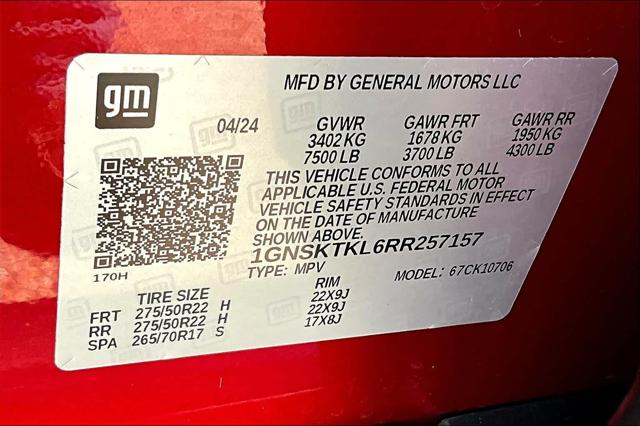 gm
MFD BY GENERAL MOTORS LLC
04/24 GVWR GAWR FRT GAWR RR
3402 KG 1678 KG 1950 KG
7500 LB 3700 LB 4300 LB
THIS VEHICLE CONFORMS TO ALL
APPLICABLE U.S. FEDERAL MOTOR
VEHICLE SAFETY STANDARDS IN EFFECT
ON THE DATE OF MANUFACTURE
SHOWN ABOVE.
1GNSKTKL6RR257157
170H TYPE: MPV MODEL: 67CK10706
TIRE SIZE RIM
FRT 275/50R22 H 22X9J
RR 275/50R22 H 22X9J
SPA 265/70R17 S 17X8J